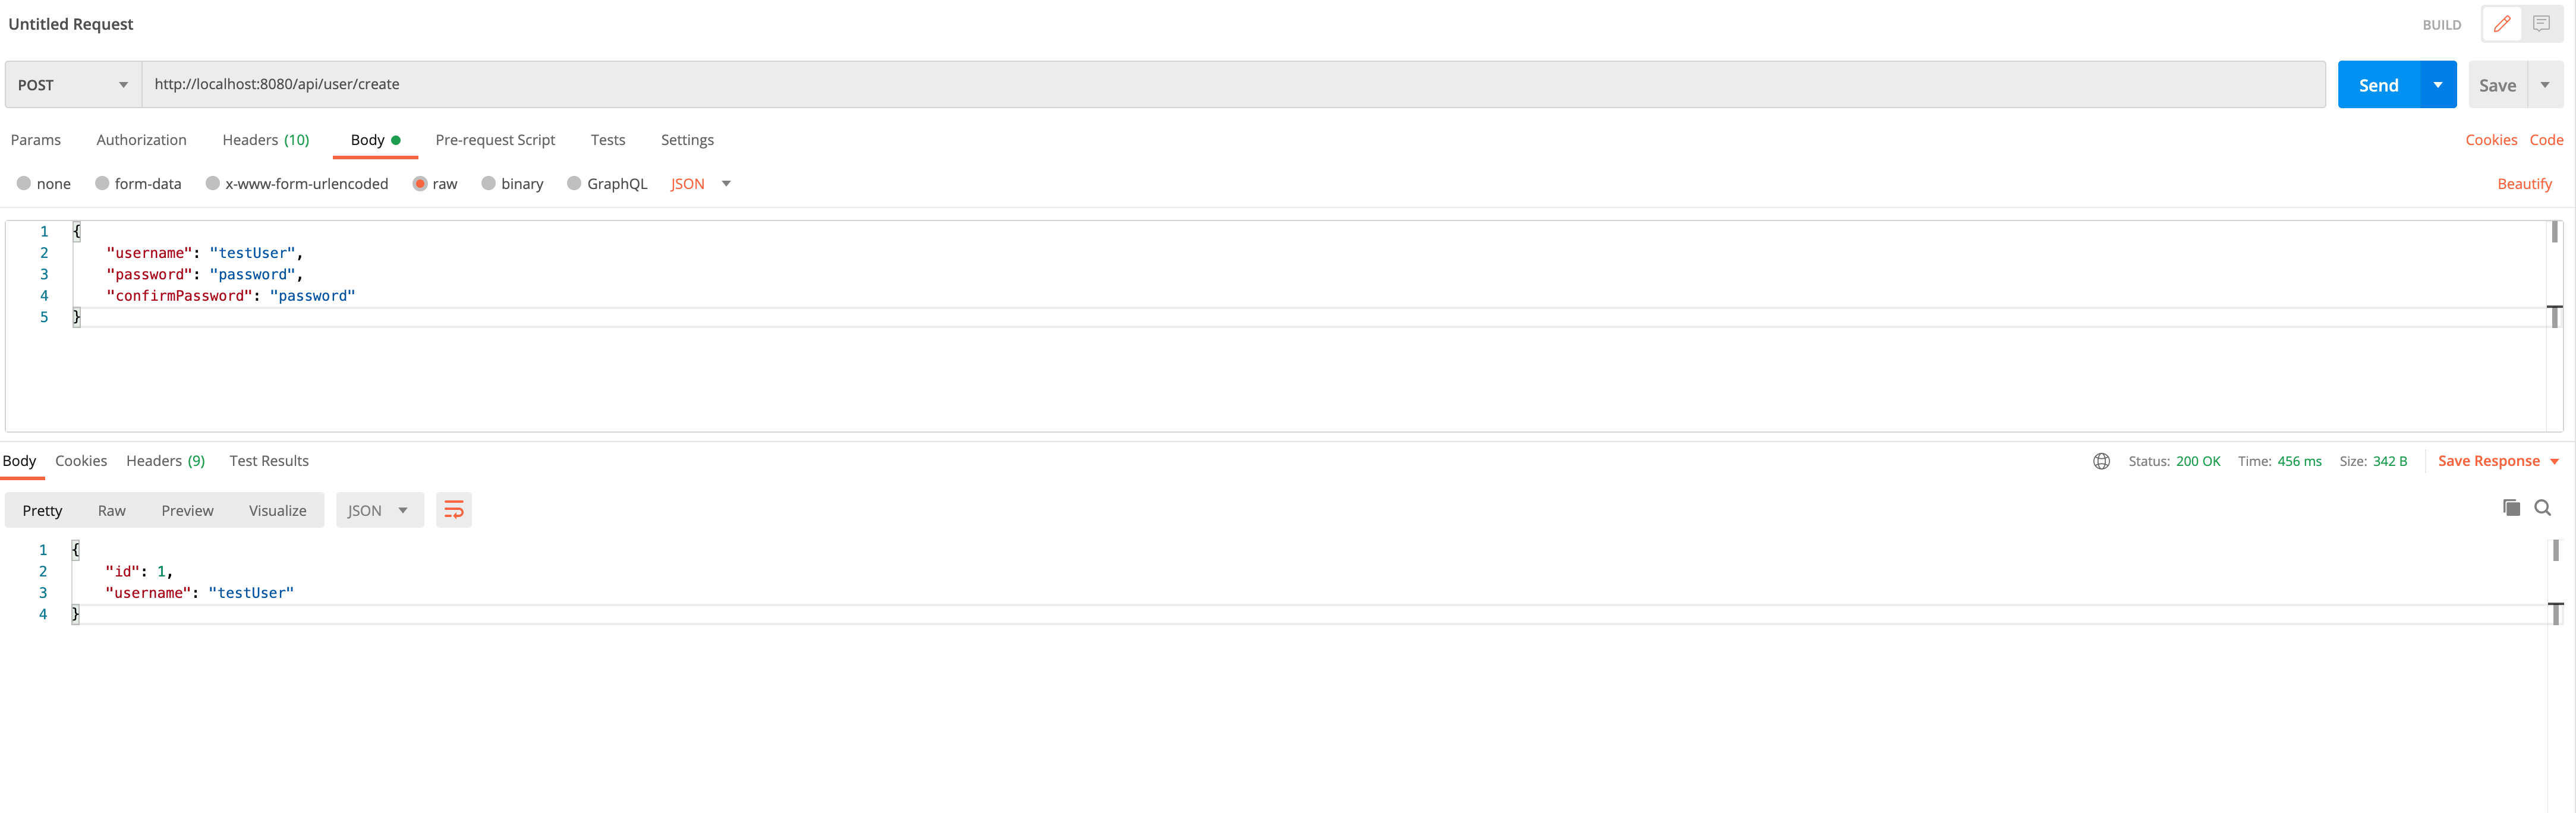 Untitled Request
BUILD
POST http://localhost:8080/api/user/create Send Save
Params Authorization Headers (10) Body Pre-request Script Tests Settings Cookies Code
none form-data x-www-form-urlencoded raw binary GraphQL JSON Beautify
1 {
2 "username": "testUser",
3 "password": "password",
4 "confirmPassword": "password"
5 }
Body Cookies Headers (9) Test Results Status: 200 OK Time: 456 ms Size: 342 B Save Response
Pretty Raw Preview Visualize JSON
1 {
2 "id": 1,
3 "username": "testUser"
4 }